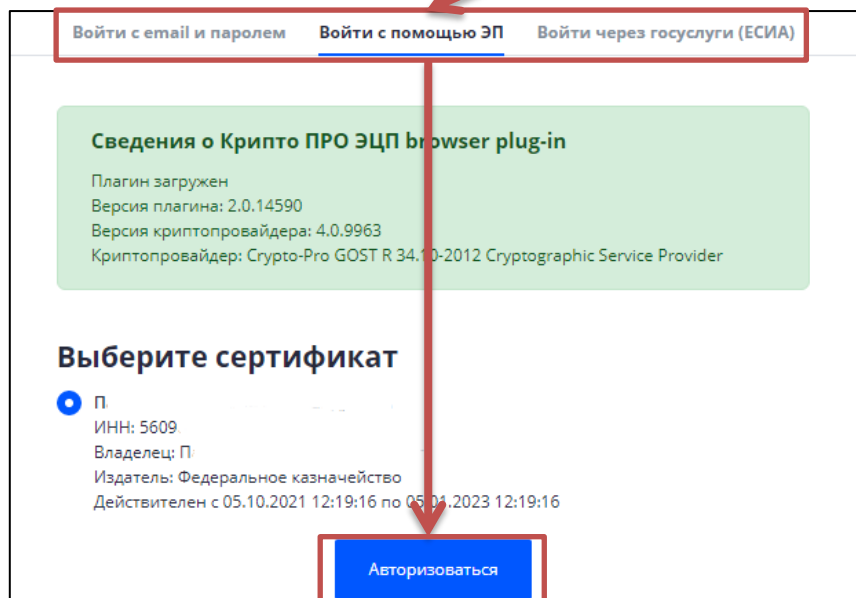 Войти с email и паролем Войти с помощью ЭП Войти через госуслуги (ЕСИА)
Сведения о Крипто ПРО ЭЦП browser plug-in
Плагин загружен
Версия плагина: 2.0.14590
Версия криптопровайдера: 4.0.9963
Криптопровайдер: Crypto-Pro GOST R 34.10-2012 Cryptographic Service Provider
Выберите сертификат
П
ИНН: 5609
Владелец: П
Издатель: Федеральное казначейство
Действителен с 05.10.2021 12:19:16 по 05.01.2023 12:19:16
Авторизоваться